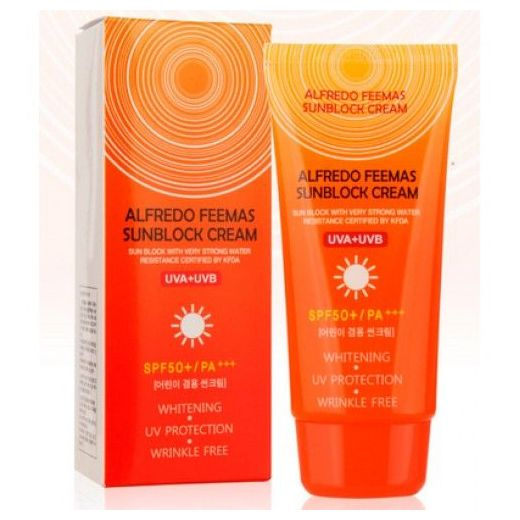 ALFREDO FEEMAS
SUNBLOCK CREAM
SUN BLOCK WITH VERY STRONG WATER
RESISTANCE CERTIFIED BY KFDA
UVA+UVB
SPF50+/PA+++
[어린이 겸용 썬크림]
WHITENING
UV PROTECTION
WRINKLE FREE
ALFREDO FEEMAS
SUNBLOCK CREAM
ALFREDO FEEMAS
SUNBLOCK CREAM
SUN BLOCK WITH VERY STRONG WATER
RESISTANCE CERTIFIED BY KFDA
UVA+UVB
SPF50+/PA+++
[어린이 겸용 썬크림]
WHITENING
UV PROTECTION
WRINKLE FREE